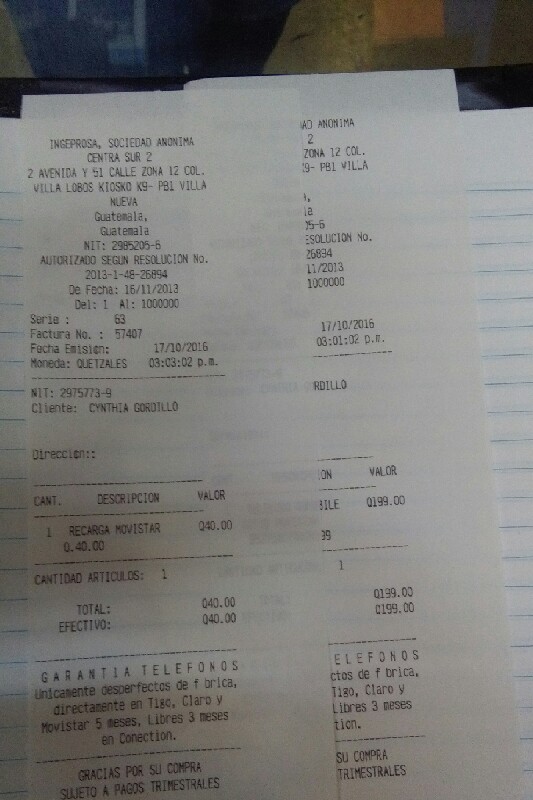 INGEPROSA, SOCIEDAD ANONIMA
CENTRA SUR 2
2 AVENIDA Y 51 CALLE ZONA 12 COL.
VILLA LOBOS KIOSKO K9- PB1 VILLA
NUEVA
Guatemala,
Guatemala
NIT: 2985205-6
AUTORIZADO SEGUN RESOLUCION No.
2013-1-48-26894
De Fecha: 16/11/2013
Del: 1 Al: 1000000
Serie : 63
Factura No. : 57407
Fecha Emision: 17/10/2016
Moneda: QUETZALES 03:03:02 p.m.
NIT: 2975773-9
Cliente: CYNTHIA GORDILLO
Direccion::
CANT. DESCRIPCION VALOR
1 RECARGA MOVISTAR Q40.00
Q.40.00
CANTIDAD ARTICULOS: 1
TOTAL: Q40.00
EFECTIVO: Q40.00
GARANTIA TELEFONOS
Unicamente desperfectos de f brica,
directamente en Tigo, Claro y
Movistar 5 meses, Libres 3 meses
en Conection.
GRACIAS POR SU COMPRA
SUJETO A PAGOS TRIMESTRALES
AD ANONIMA
2
ZONA 12 COL.
K9- PB1 VILLA
A,
la
05-6
ESOLUCION No.
26894
11/2013
1000000
17/10/2016
03:01:02 p.m.
RDILLO
ON VALOR
BILE Q199.00
99
1
Q199.00
Q199.00
ELEFONOS
ctos de f brica,
Tigo, Claro y
Libres 3 meses
tion.
SU COMPRA
TRIMESTRALES